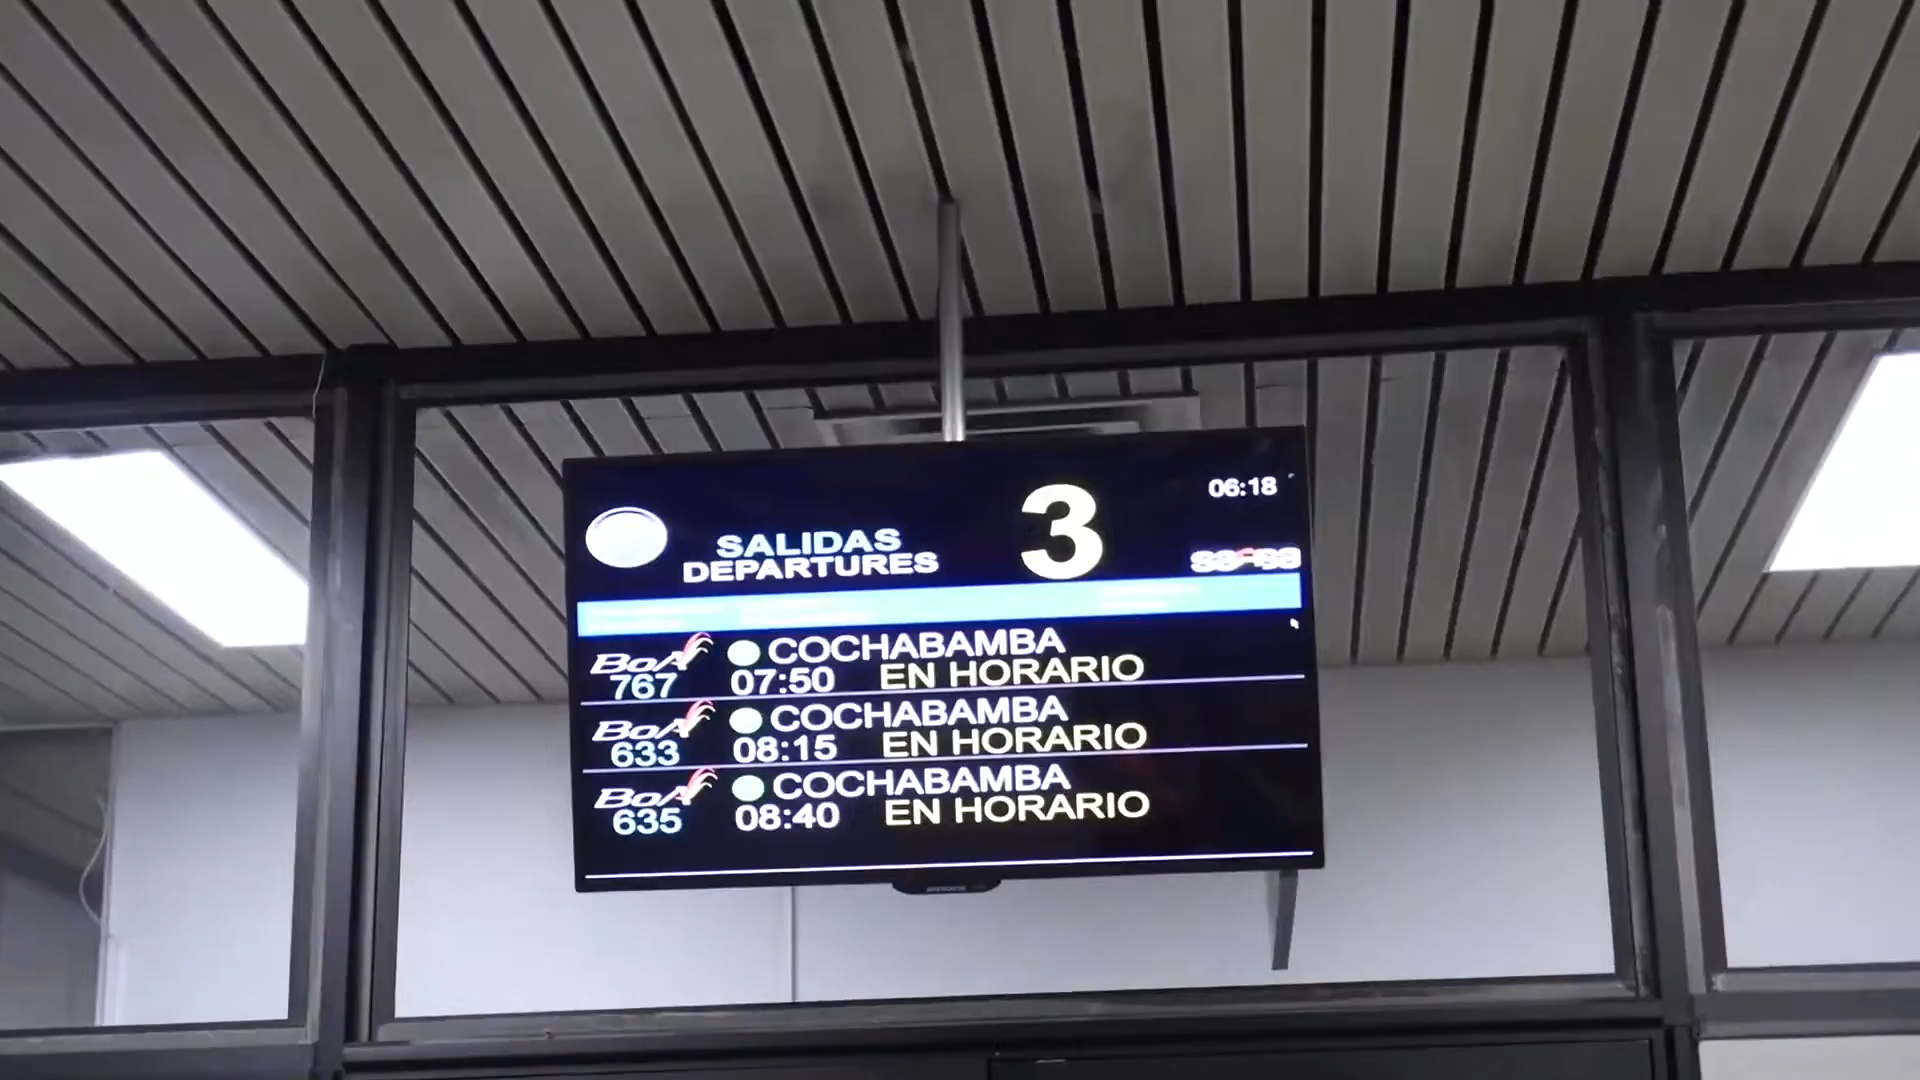 06:18
3
SALIDAS
DEPARTURES
BoA COCHABAMBA
767 07:50 EN HORARIO
BoA COCHABAMBA
633 08:15 EN HORARIO
BoA COCHABAMBA
635 08:40 EN HORARIO